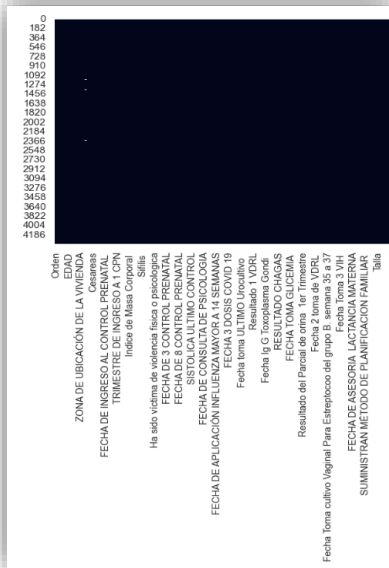 0
182
364
546
728
910
1092
1274
1456
1638
1820
2002
2184
2366
2548
2730
2912
3094
3276
3458
3640
3822
4004
4186
Orden
EDAD
ZONA DE UBICACIÓN DE LA VIVIENDA
Cesareas
FECHA DE INGRESO AL CONTROL PRENATAL
TRIMESTRE DE INGRESO A 1 CPN
Indice de Masa Corporal
Sifilis
Ha sido victima de violencia fisica o psicologica
FECHA DE 3 CONTROL PRENATAL
FECHA DE 8 CONTROL PRENATAL
SISTOLICA ULTIMO CONTROL
FECHA DE CONSULTA DE PSICOLOGIA
FECHA DE APLICACIÓN INFLUENZA MAYOR A 14 SEMANAS
FECHA 3 DOSIS COVID 19
Fecha toma ULTIMO Urocultivo
Resultado 1 VDRL
Fecha Ig G Toxoplasma Gondi
RESULTADO CHAGAS
FECHA TOMA GLICEMIA
Resultado del Parcial de orina 1er Trimestre
Fecha 2 toma de VDRL
Fecha Toma cultivo Vaginal Para Estreptocoo del grupo B. semana 35 a 37
Fecha Toma 3 VIH
FECHA DE ASESORIA LACTANCIA MATERNA
SUMINISTRAN METODO DE PLANIFICACION FAMILIAR
Talla